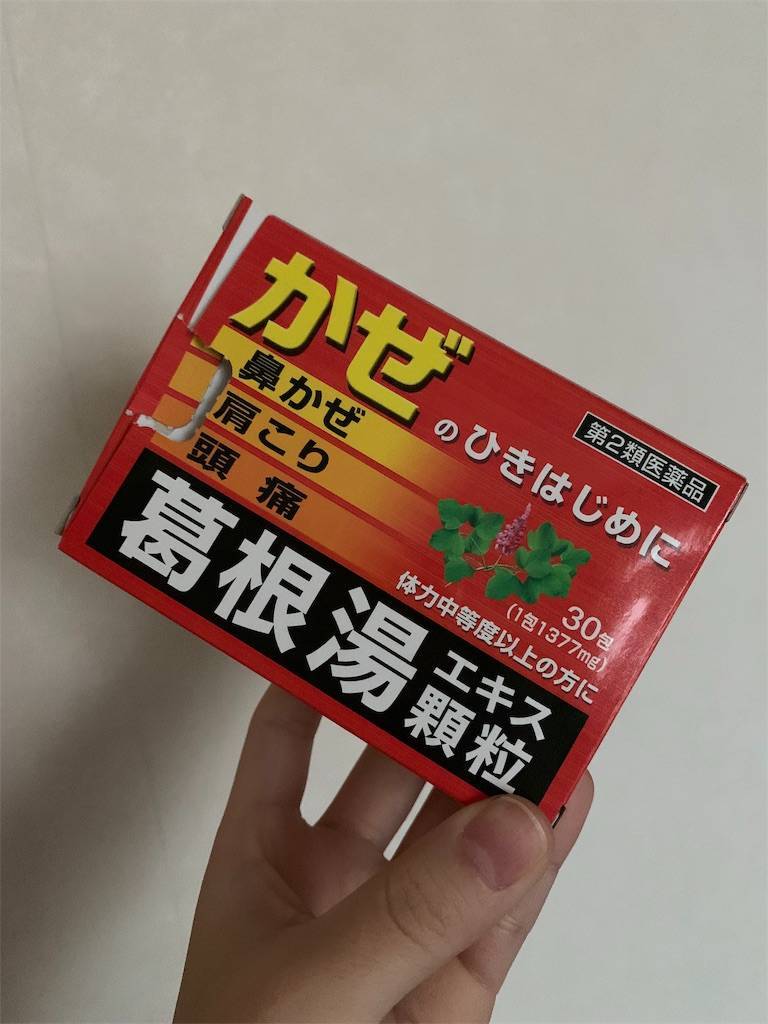 かぜ
のひきはじめに
第2類医薬品
鼻かぜ
肩こり
頭痛
30包
(1包1377mg)
体力中等度以上の方に
葛根湯
エキス
顆粒